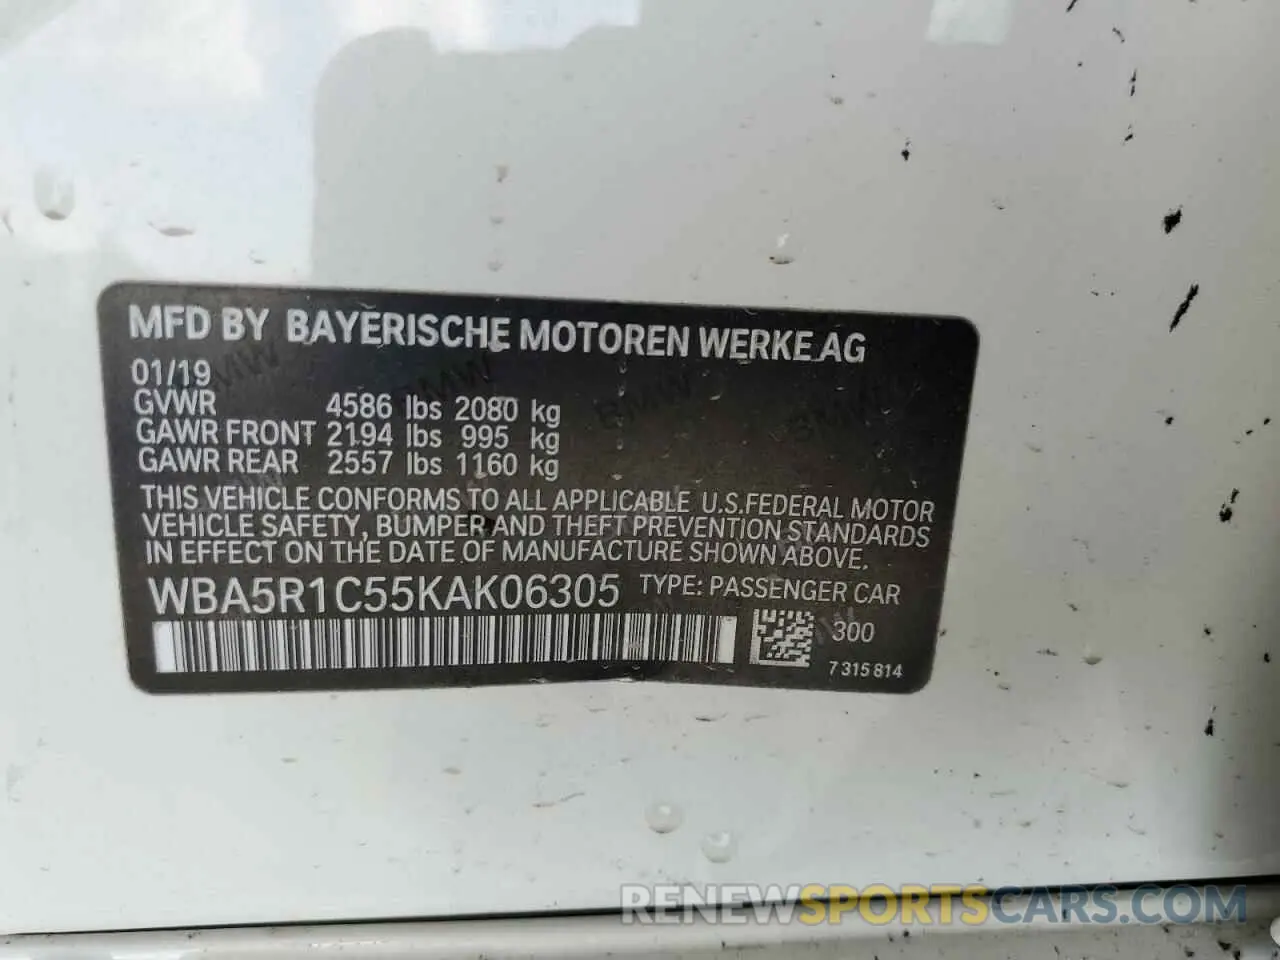 MFD BY BAYERISCHE MOTOREN WERKE AG
01/19
GVWR 4586 lbs 2080 kg
GAWR FRONT 2194 lbs 995 kg
GAWR REAR 2557 lbs 1160 kg
THIS VEHICLE CONFORMS TO ALL APPLICABLE U.S.FEDERAL MOTOR
VEHICLE SAFETY, BUMPER AND THEFT PREVENTION STANDARDS
IN EFFECT ON THE DATE OF MANUFACTURE SHOWN ABOVE.
WBA5R1C55KAK06305 TYPE: PASSENGER CAR
300
7 315 814
RENEWSPORTSCARS.COM